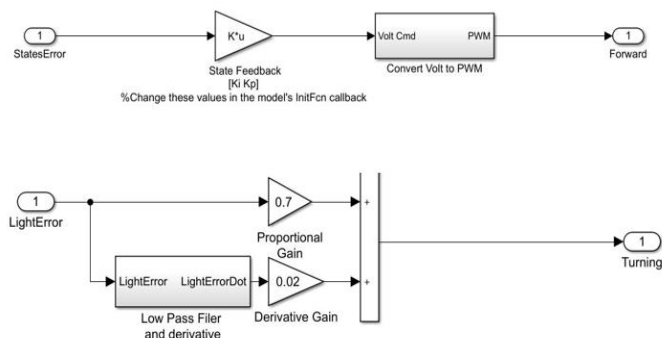 1
StatesError
K*u
State Feedback
[Ki Kp]
%Change these values in the model's InitFcn callback
Volt Cmd
PWM
Convert Volt to PWM
1
Forward
1
LightError
0.7
Proportional
Gain
+
LightError
LightErrorDot
Low Pass Filer
and derivative
0.02
Derivative Gain
+
1
Turning